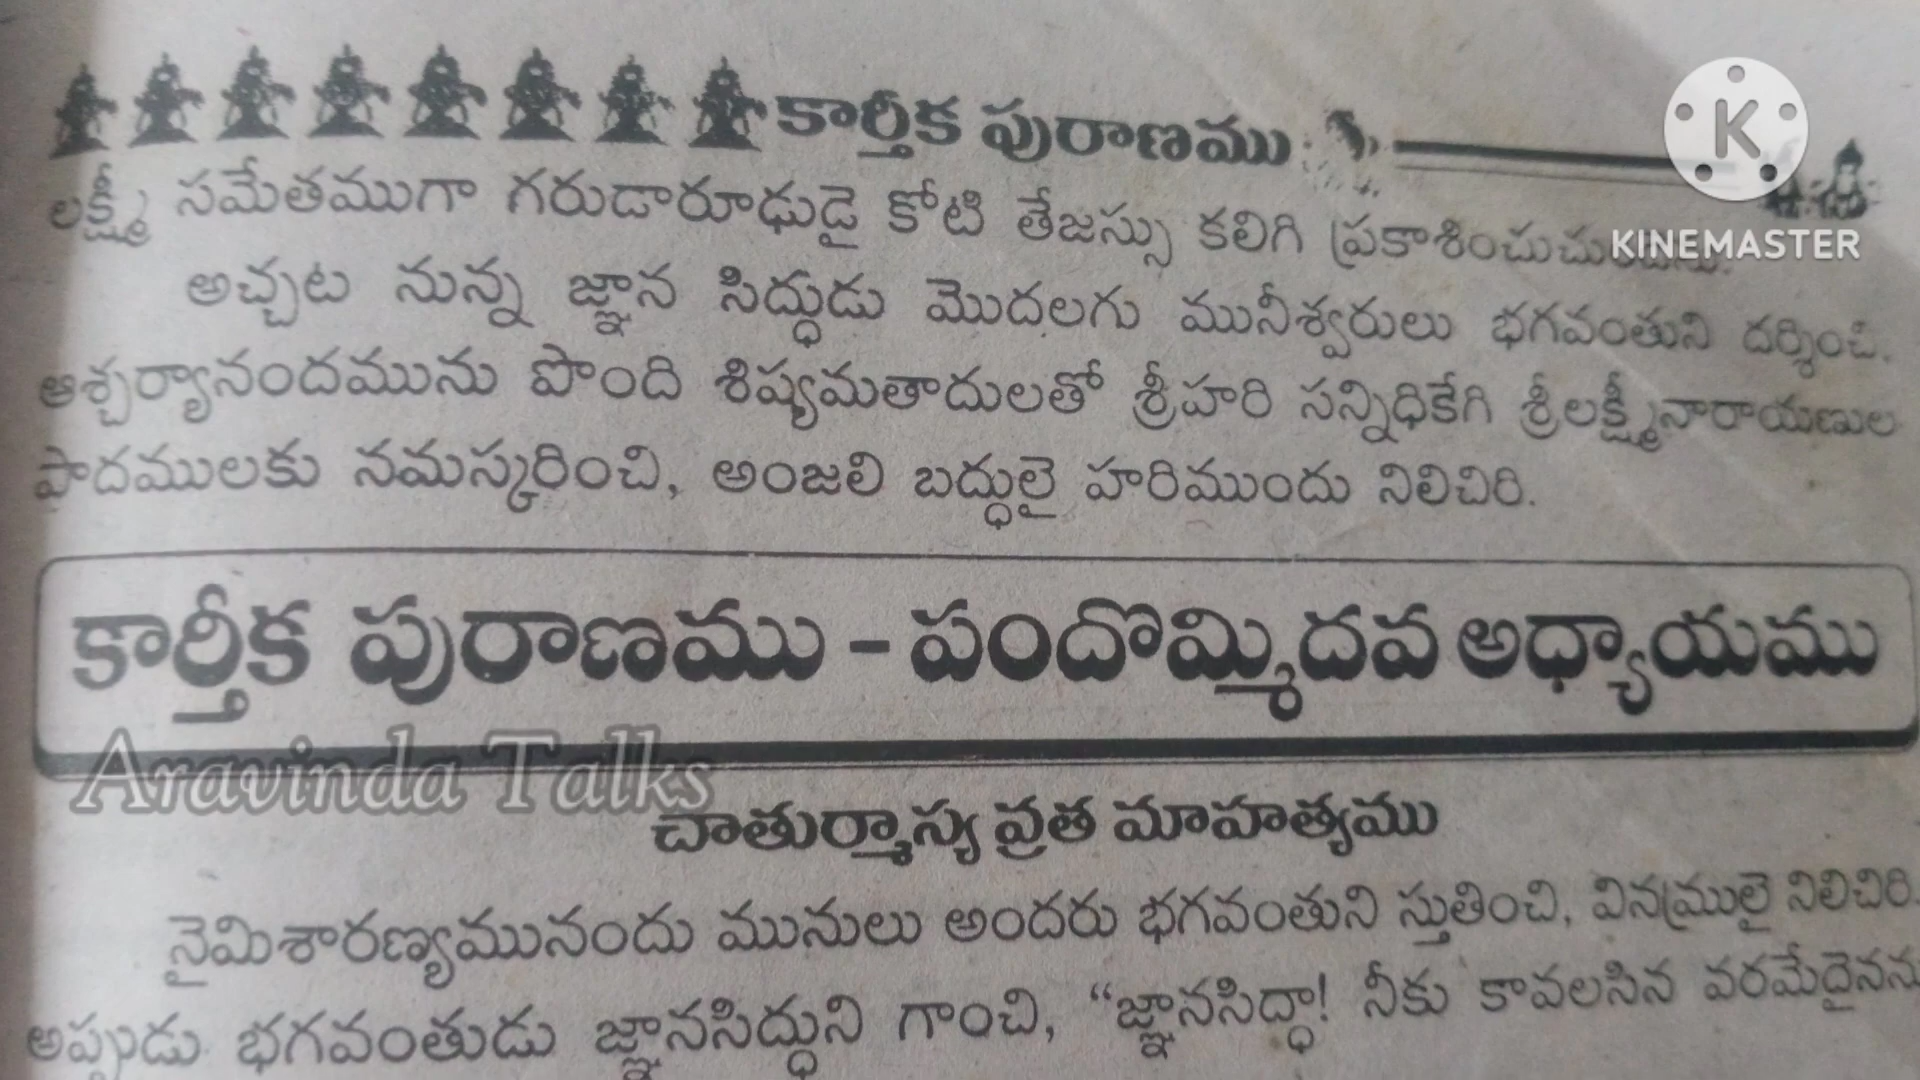 కార్తీక పురాణము
K
KINEMASTER
లక్ష్మీ సమేతముగా గరుడారూఢుడై కోటి తేజస్సు కలిగి
అచ్చట నున్న జ్ఞాన సిద్ధుడు మొదలగు మునీశ్వరులు భగవంతుని దర్శించి,
ఆశ్చర్యానందమును పొంది శిష్యమతాదులతో శ్రీహరి సన్నిధికేగి శ్రీలక్ష్మీనారాయణుల
పాదములకు నమస్కరించి, అంజలి బద్ధులై హరిముందు నిలిచిరి.
కార్తీక పురాణము - పందొమ్మిదవ అధ్యాయము
Aravinda Talks
చాతుర్మాస్య వ్రత మాహత్యము
నైమిశారణ్యమునందు మునులు అందరు భగవంతుని స్తుతించి, వినమ్రులై నిలిచిరి.
అప్పుడు భగవంతుడు జ్ఞానసిద్ధుని గాంచి, “జ్ఞానసిద్ధా! నీకు కావలసిన వరమేదైనను